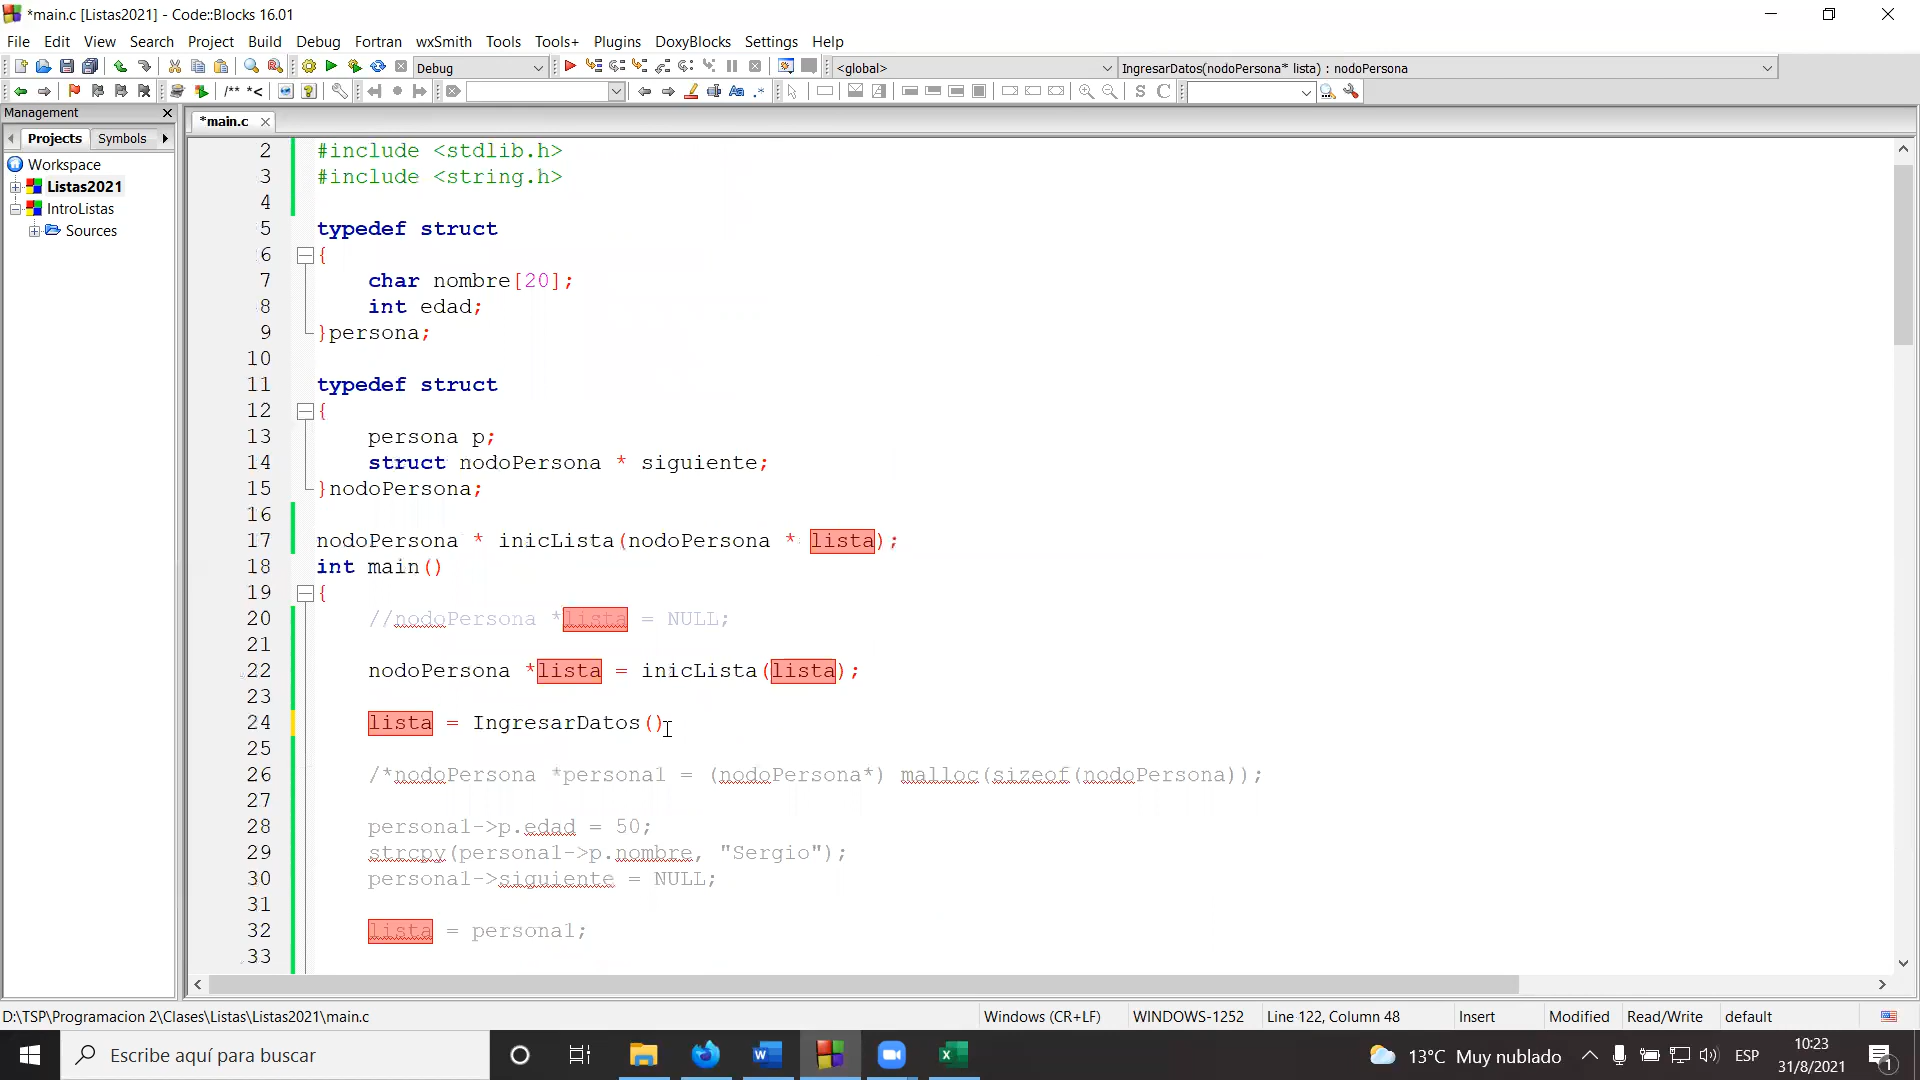 *main.c [Listas2021] - Code::Blocks 16.01
File Edit View Search Project Build Debug Fortran wxSmith Tools Tools+ Plugins DoxyBlocks Settings Help
Debug <global> IngresarDatos(nodoPersona* lista) : nodoPersona
/** *<
Management
*main.c
Projects Symbols
Workspace
Listas2021
IntroListas
Sources
2 #include <stdlib.h>
3 #include <string.h>
4
5 typedef struct
6 {
7 char nombre[20];
8 int edad;
9 }persona;
10
11 typedef struct
12 {
13 persona p;
14 struct nodoPersona * siguiente;
15 }nodoPersona;
16
17 nodoPersona * inicLista(nodoPersona * lista);
18 int main()
19 {
20 //nodoPersona *lista = NULL;
21
22 nodoPersona *lista = inicLista(lista);
23
24 lista = IngresarDatos()
25
26 /*nodoPersona *persona1 = (nodoPersona*) malloc(sizeof(nodoPersona));
27
28 persona1->p.edad = 50;
29 strcpy(persona1->p.nombre, "Sergio");
30 persona1->siguiente = NULL;
31
32 lista = persona1;
33
D:\TSP\Programacion 2\Clases\Listas\Listas2021\main.c Windows (CR+LF) WINDOWS-1252 Line 122, Column 48 Insert Modified Read/Write default
Escribe aquí para buscar 13°C Muy nublado ESP 10:23
31/8/2021 1